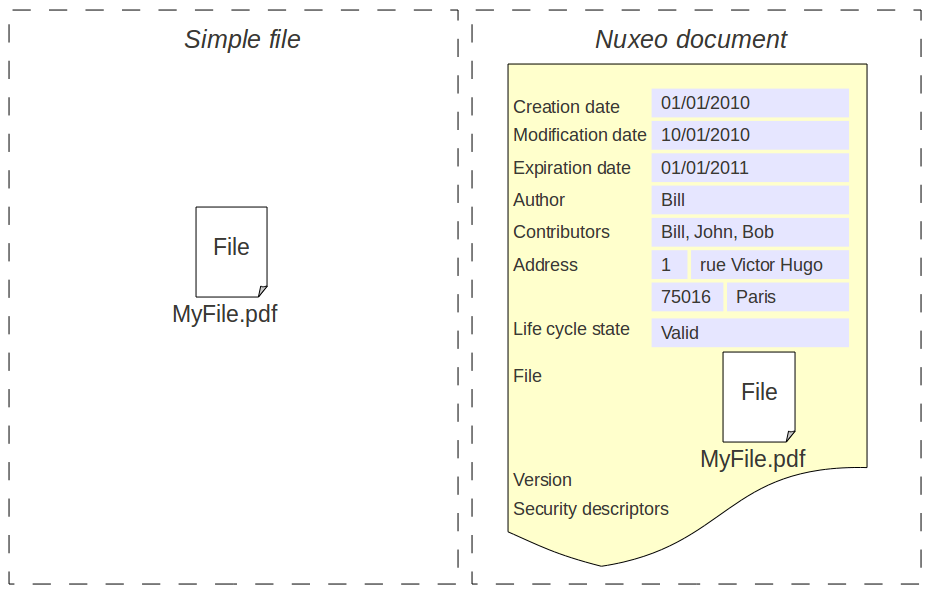 Simple file
File
MyFile.pdf
Nuxeo document
Creation date 01/01/2010
Modification date 10/01/2010
Expiration date 01/01/2011
Author Bill
Contributors Bill, John, Bob
Address 1 rue Victor Hugo
75016 Paris
Life cycle state Valid
File
File
MyFile.pdf
Version
Security descriptors